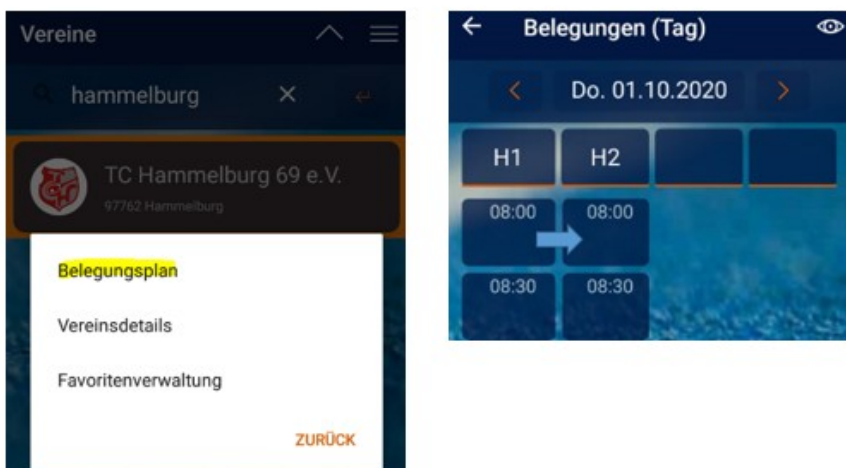 Vereine
hammelburg
TC Hammelburg 69 e.V.
97762 Hammelburg
Belegungsplan
Vereinsdetails
Favoritenverwaltung
ZURÜCK
Belegungen (Tag)
Do. 01.10.2020
H1 H2
08:00 08:00
08:30 08:30